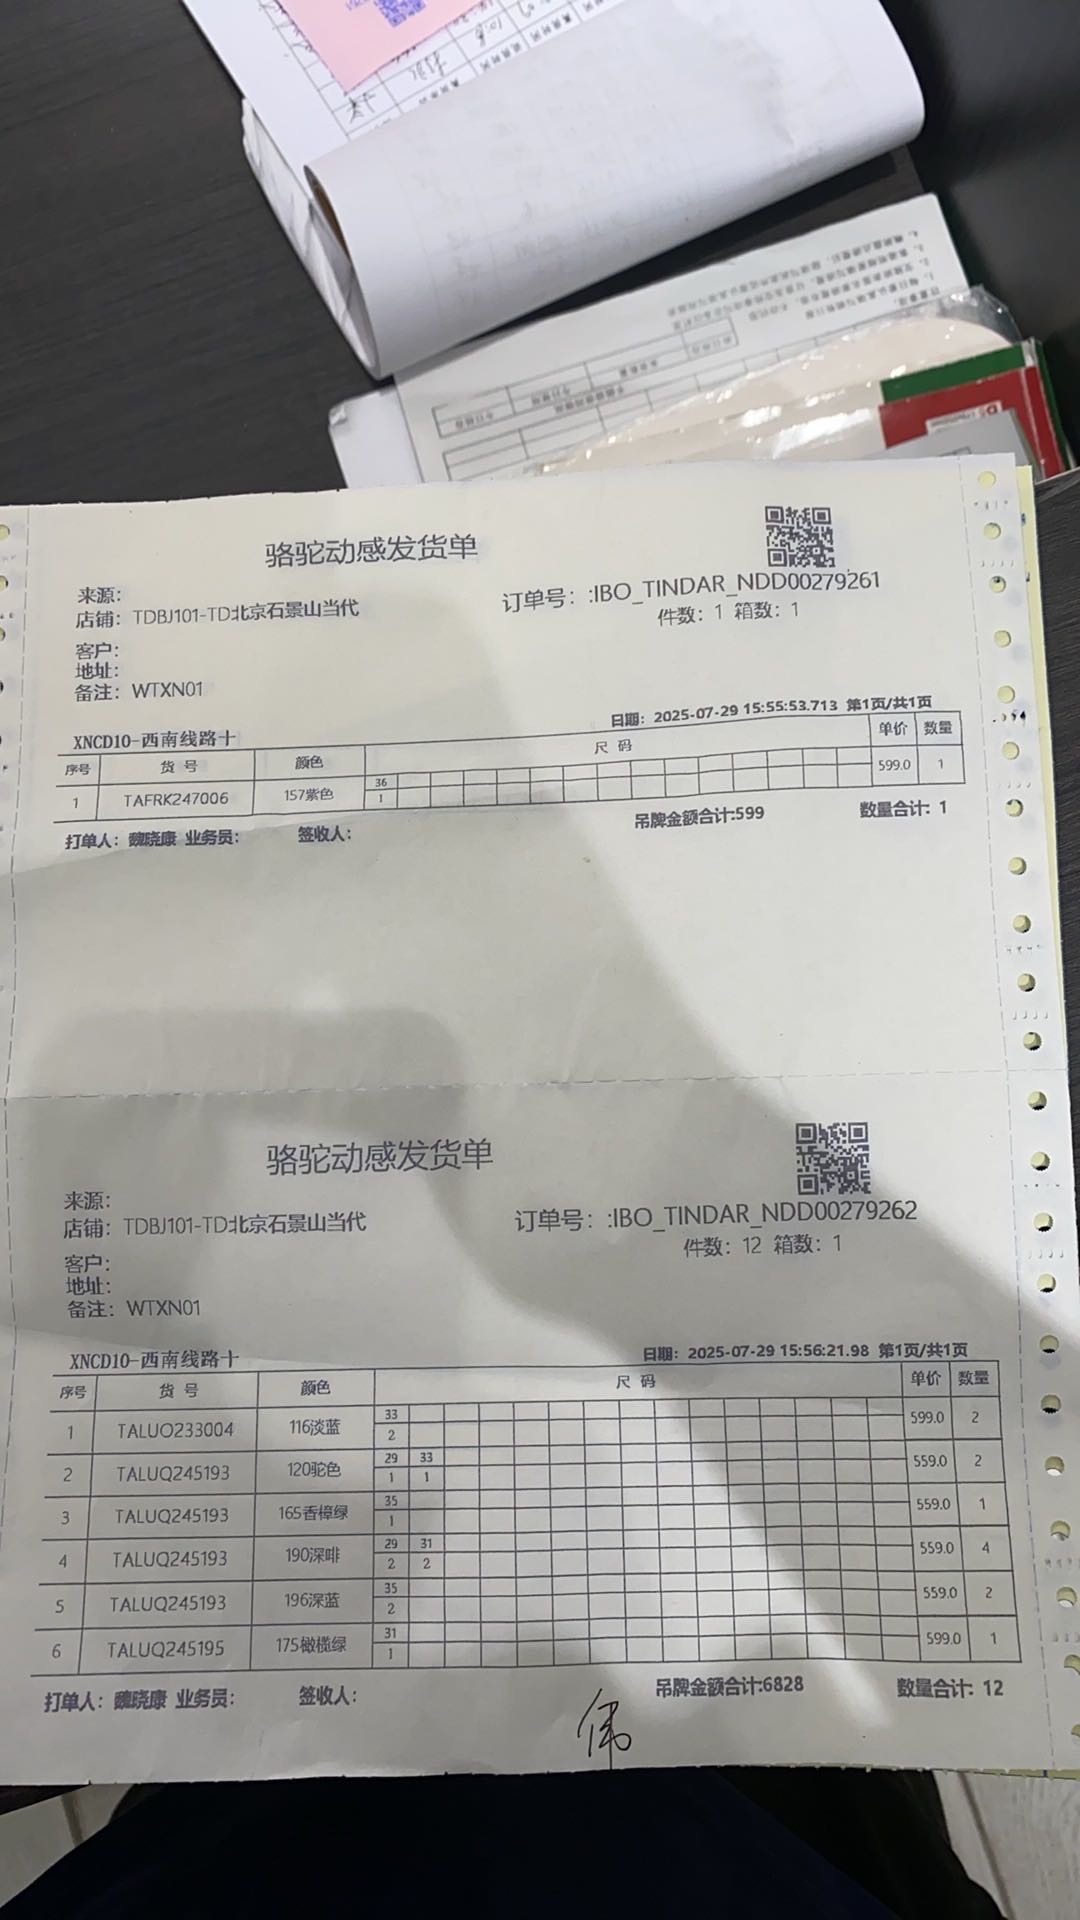 骆驼动感发货单
来源：
店铺：TDBJ101-TD北京石景山当代
订单号：:IBO_TINDAR_NDD00279261
件数：1 箱数：1
客户：
地址：
备注：WTXN01
日期：2025-07-29 15:55:53.713 第1页/共1页
XNCD10-西南线路十
序号 货号 颜色 尺码 单价 数量
36
1 TAFRK247006 157紫色 1 599.0 1
打单人：魏晓康 业务员： 签收人： 吊牌金额合计:599 数量合计：1
骆驼动感发货单
来源：
店铺：TDBJ101-TD北京石景山当代
订单号：:IBO_TINDAR_NDD00279262
件数：12 箱数：1
客户：
地址：
备注：WTXN01
日期：2025-07-29 15:56:21.98 第1页/共1页
XNCD10-西南线路十
序号 货号 颜色 尺码 单价 数量
33
1 TALUO233004 116淡蓝 2 599.0 2
29 33
2 TALUQ245193 120驼色 1 1 559.0 2
35
3 TALUQ245193 165香樟绿 1 559.0 1
29 31
4 TALUQ245193 190深啡 2 2 559.0 4
35
5 TALUQ245193 196深蓝 2 559.0 2
31
6 TALUQ245195 175橄榄绿 1 599.0 1
打单人：魏晓康 业务员： 签收人： 吊牌金额合计:6828 数量合计：12
伟